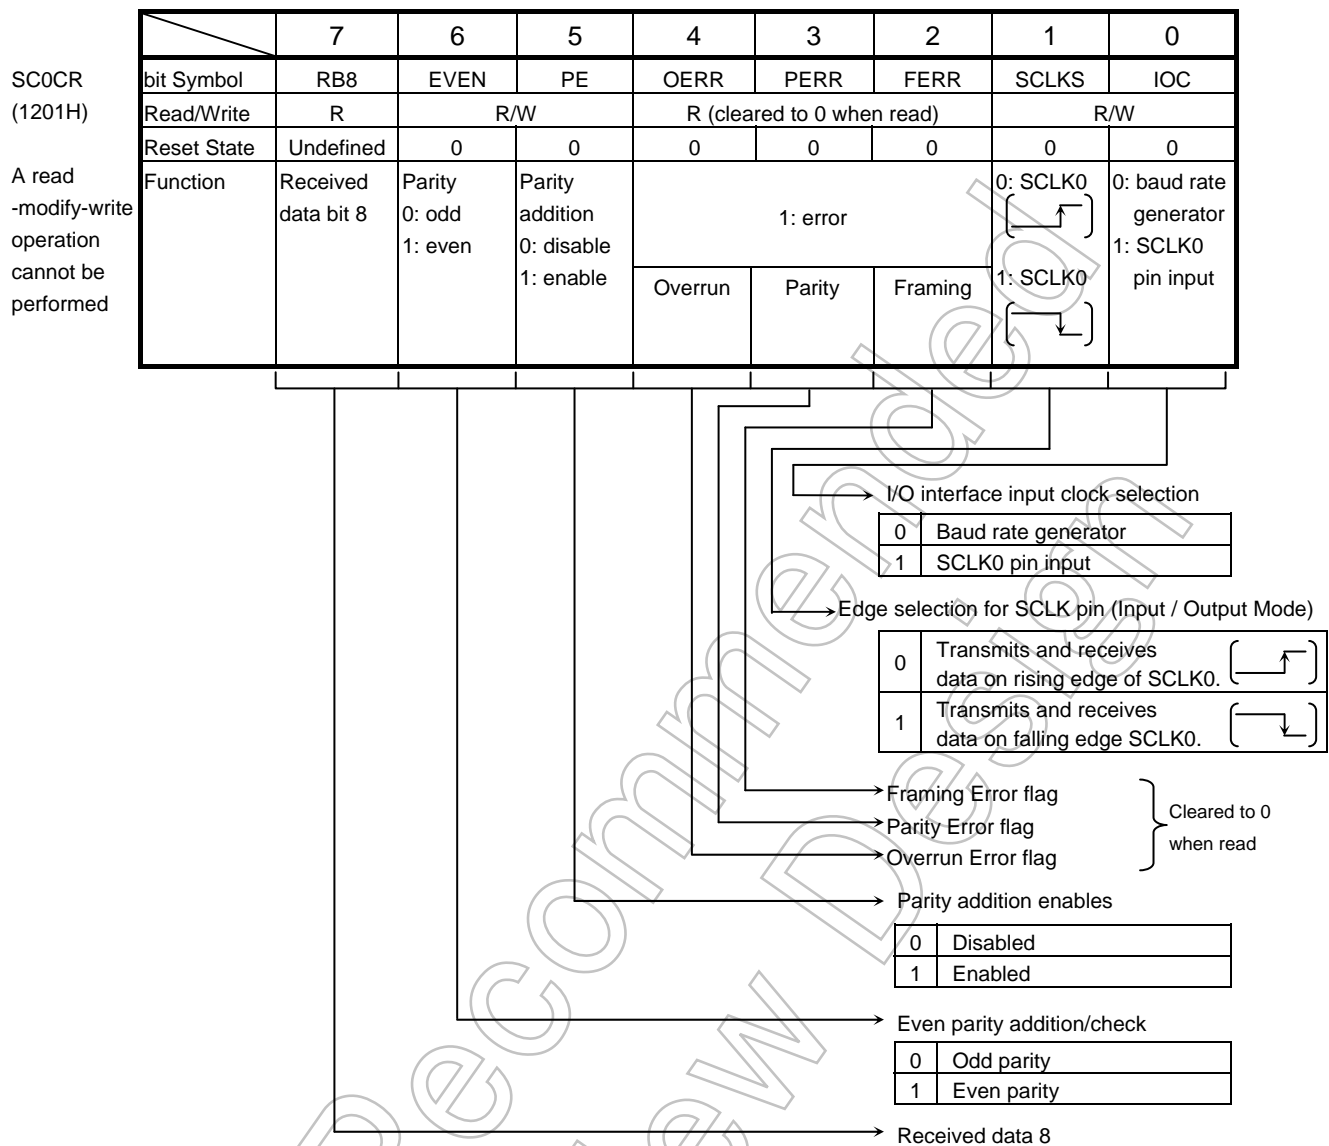 7 6 5 4 3 2 1 0
SC0CR
(1201H)
A read
-modify-write
operation
cannot be
performed
bit Symbol RB8 EVEN PE OERR PERR FERR SCLKS IOC
Read/Write R R/W R (cleared to 0 when read) R/W
Reset State Undefined 0 0 0 0 0 0 0
Function
Received
data bit 8
Parity
0: odd
1: even
Parity
addition
0: disable
1: enable
1: error
Overrun Parity Framing
0: SCLK0
1: SCLK0
0: baud rate
generator
1: SCLK0
pin input
I/O interface input clock selection
0 Baud rate generator
1 SCLK0 pin input
Edge selection for SCLK pin (Input / Output Mode)
0 Transmits and receives
data on rising edge of SCLK0.
1 Transmits and receives
data on falling edge SCLK0.
Framing Error flag
Parity Error flag
Overrun Error flag
Cleared to 0
when read
Parity addition enables
0 Disabled
1 Enabled
Even parity addition/check
0 Odd parity
1 Even parity
Received data 8
Recommended
ew Design